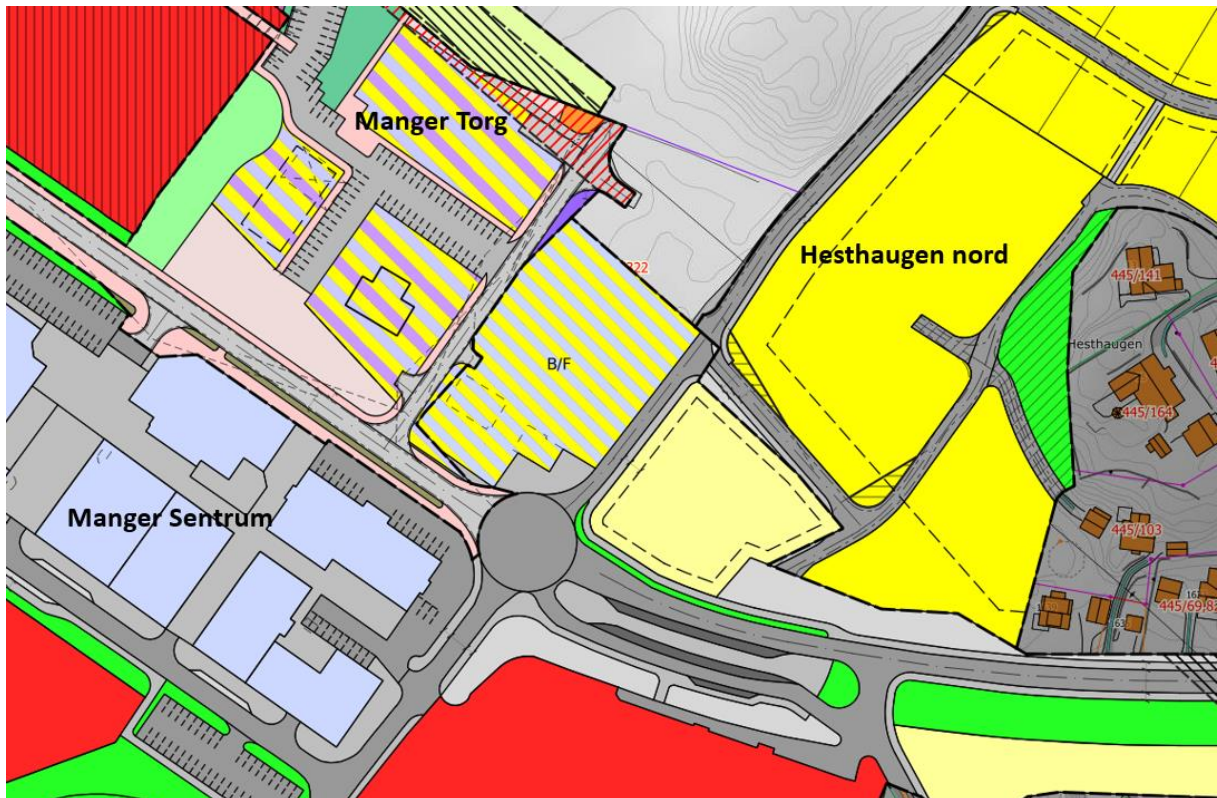 Manger Torg
Hesthaugen nord
445/141
B/F
Hesthaugen
445/164
Manger Sentrum
445/103